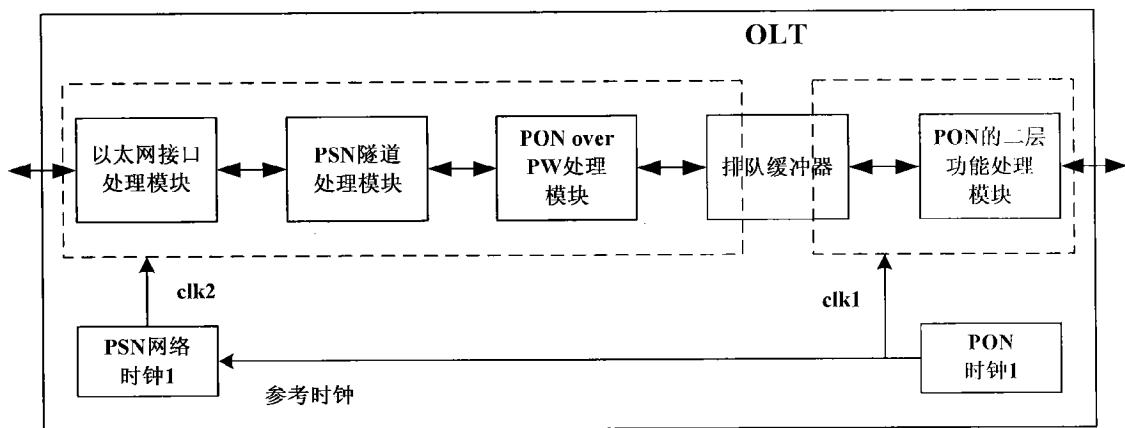 OLT
以太网接口
处理模块
PSN隧道
处理模块
PON over
PW处理
模块
排队缓冲器
PON的二层
功能处理
模块
clk2
clk1
PSN网络
时钟1
参考时钟
PON
时钟1